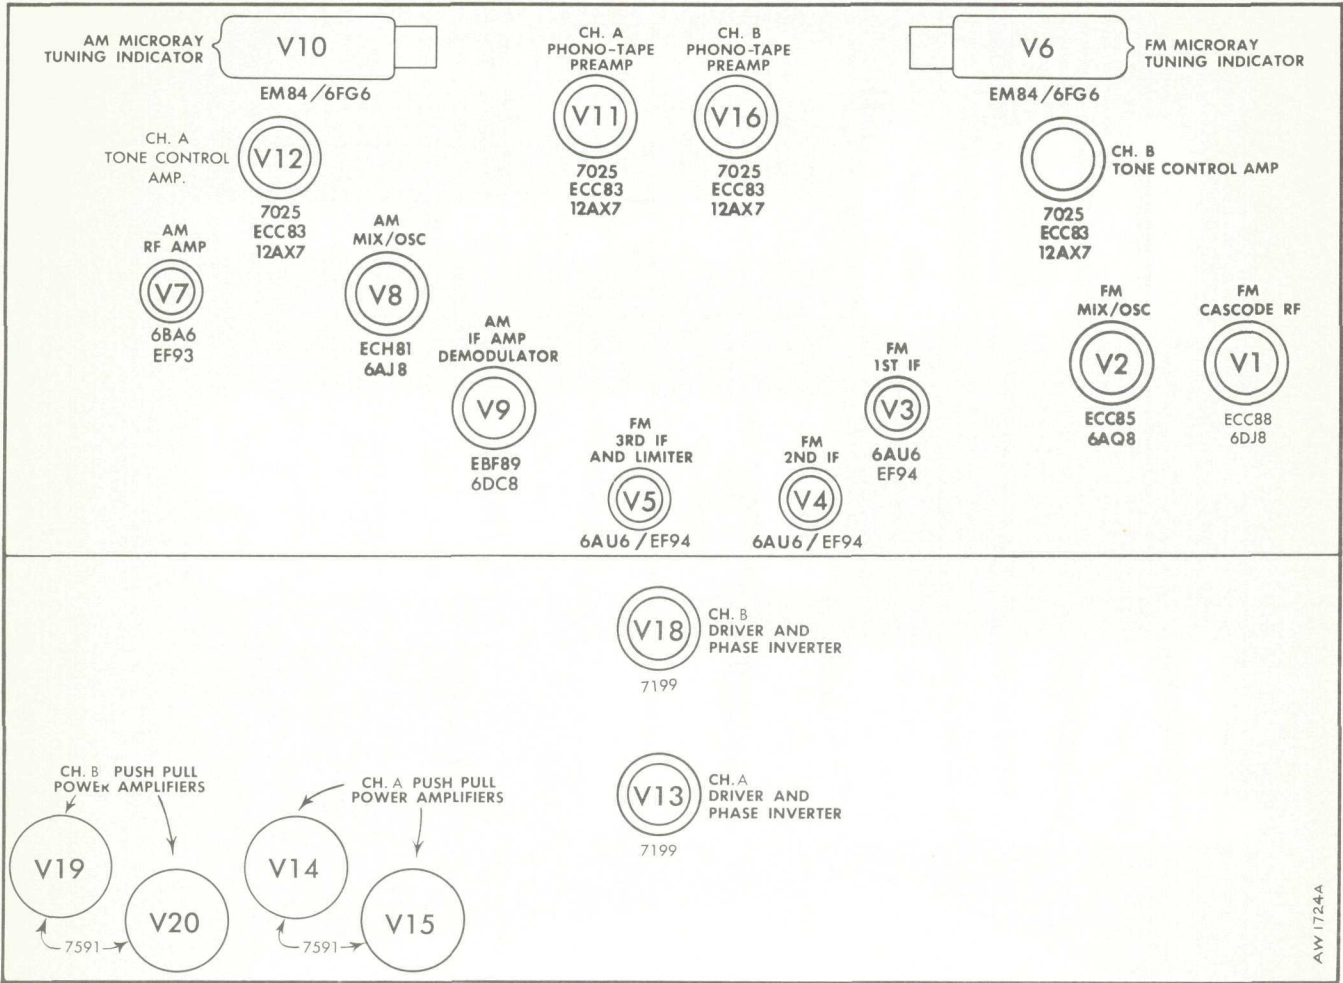 AM MICRORAY
TUNING INDICATOR
V10
EM84/6FG6
CH. A
PHONO-TAPE
PREAMP
V11
7025
ECC83
12AX7
CH. B
PHONO-TAPE
PREAMP
V16
7025
ECC83
12AX7
V6
FM MICRORAY
TUNING INDICATOR
EM84/6FG6
CH. A
TONE CONTROL
AMP.
V12
7025
ECC83
12AX7
CH. B
TONE CONTROL AMP
7025
ECC83
12AX7
AM
RF AMP
V7
6BA6
EF93
AM
MIX/OSC
V8
ECH81
6AJ8
AM
IF AMP
DEMODULATOR
V9
EBF89
6DC8
FM
3RD IF
AND LIMITER
V5
6AU6/EF94
FM
2ND IF
V4
6AU6/EF94
FM
1ST IF
V3
6AU6
EF94
FM
MIX/OSC
V2
ECC85
6AQ8
FM
CASCODE RF
V1
ECC88
6DJ8
V18
CH. B
DRIVER AND
PHASE INVERTER
7199
V13
CH. A
DRIVER AND
PHASE INVERTER
7199
CH. B PUSH PULL
POWER AMPLIFIERS
V19
V20
7591
CH. A PUSH PULL
POWER AMPLIFIERS
V14
V15
7591
AW 1724A